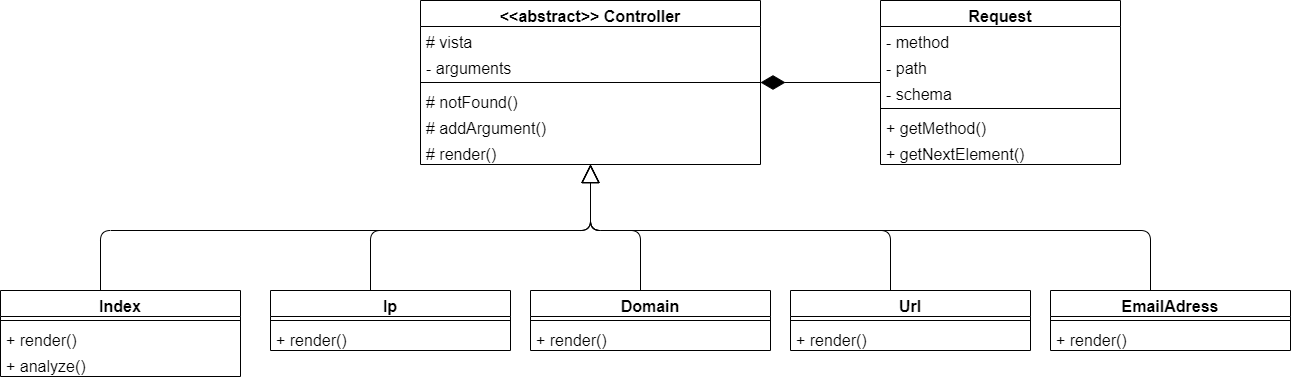 <<abstract>> Controller
# vista
- arguments
# notFound()
# addArgument()
# render()
Request
- method
- path
- schema
+ getMethod()
+ getNextElement()
Index
+ render()
+ analyze()
Ip
+ render()
Domain
+ render()
Url
+ render()
EmailAdress
+ render()